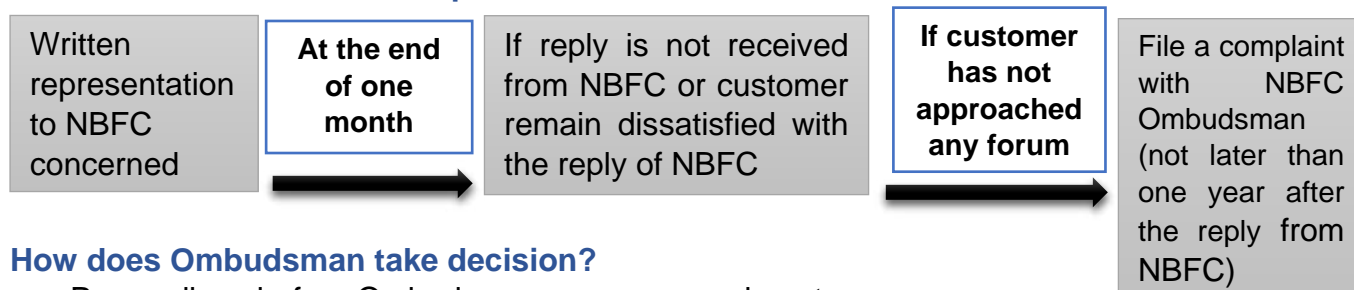 Written
representation
to NBFC
concerned
At the end
of one
month
If reply is not received
from NBFC or customer
remain dissatisfied with
the reply of NBFC
If customer
has not
approached
any forum
File a complaint
with NBFC
Ombudsman
(not later than
one year after
the reply from
NBFC)
How does Ombudsman take decision?